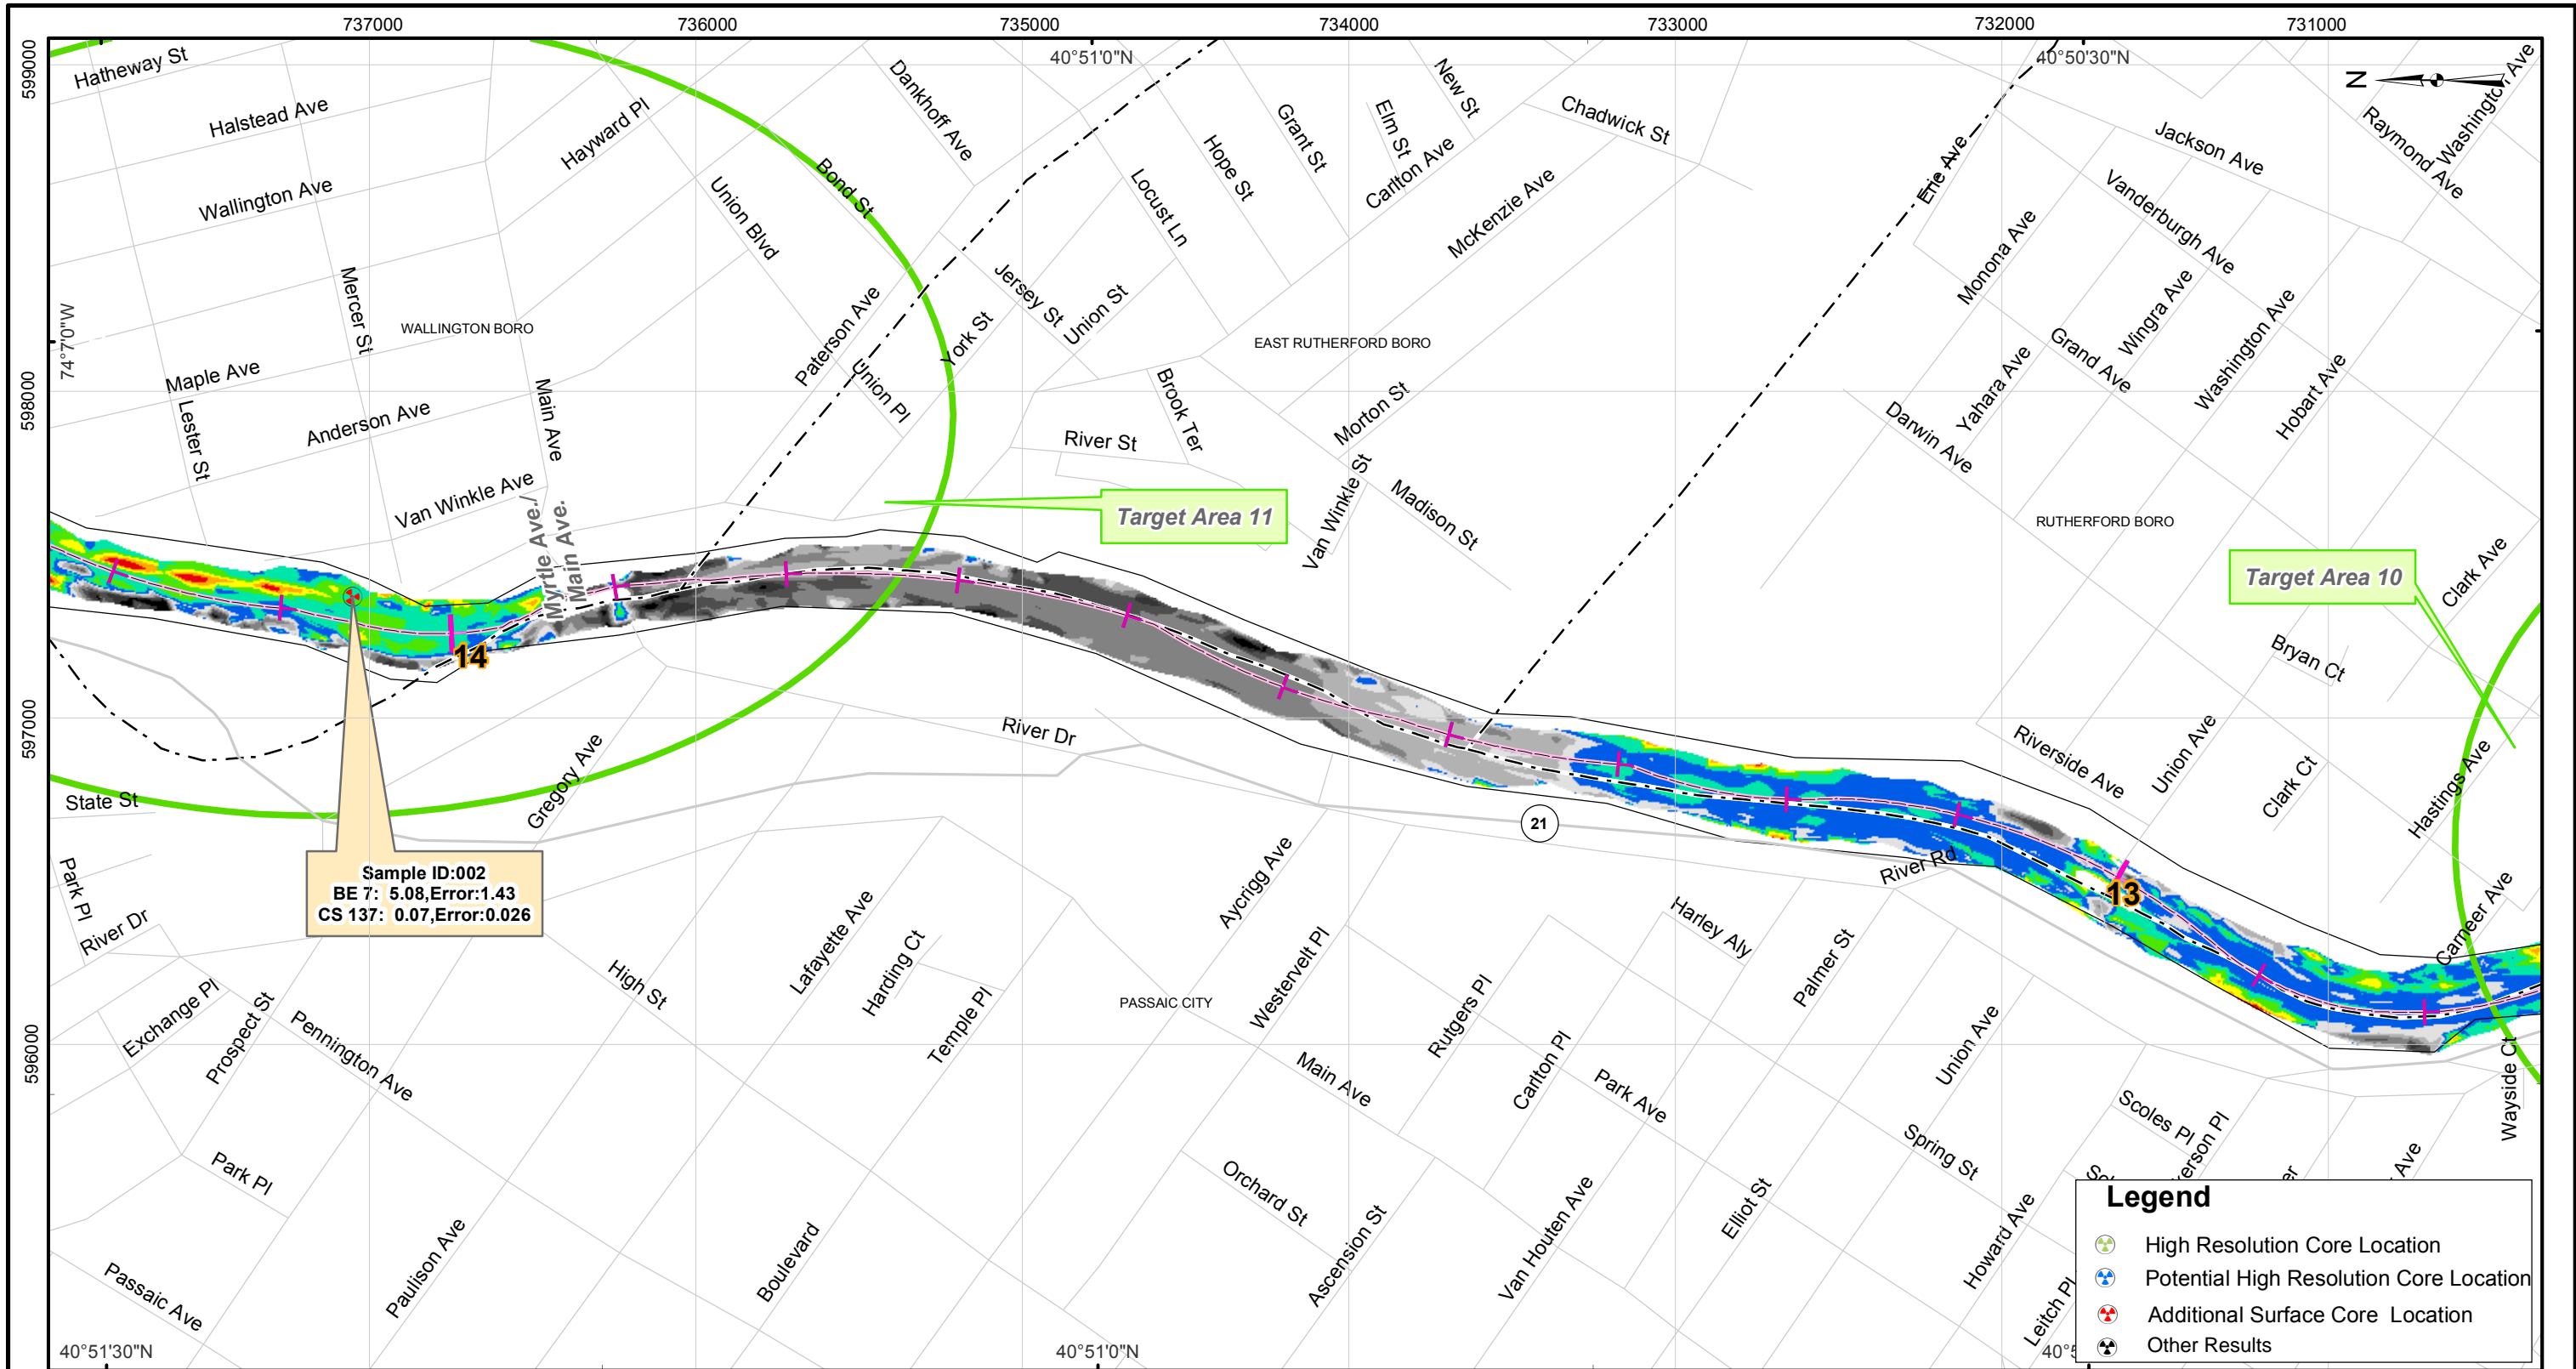 737000
736000
735000
734000
733000
732000
731000
40°51'0"N
40°50'30"N
599000
598000
597000
596000
74°7'0"W
N
Hatheway St
Halstead Ave
Wallington Ave
Hayward Pl
Mercer St
WALLINGTON BORO
Maple Ave
Lester St
Anderson Ave
Main Ave
Van Winkle Ave
Myrtle Ave./
Main Ave.
Union Blvd
Bond St
Dankhoff Ave
Paterson Ave
Union Pl
York St
Jersey St
Union St
Locust Ln
Hope St
Grant St
Elm St
New St
Carlton Ave
Chadwick St
McKenzie Ave
EAST RUTHERFORD BORO
Brook Ter
River St
Morton St
Van Winkle St
Madison St
Target Area 11
Erie Ave
Jackson Ave
Raymond Ave
Washington Ave
Vanderburgh Ave
Monona Ave
Wingra Ave
Grand Ave
Washington Ave
Yahara Ave
Hobart Ave
Darwin Ave
RUTHERFORD BORO
Target Area 10
Clark Ave
Bryan Ct
Riverside Ave
Union Ave
Clark Ct
Hastings Ave
Carneer Ave
Wayside Ct
14
13
21
River Dr
River Rd
State St
Gregory Ave
Park Pl
River Dr
Sample ID:002
BE 7: 5.08,Error:1.43
CS 137: 0.07,Error:0.026
Exchange Pl
Prospect St
Pennington Ave
High St
Lafayette Ave
Harding Ct
Temple Pl
PASSAIC CITY
Aycrigg Ave
Westervelt Pl
Main Ave
Rutgers Pl
Carlton Pl
Park Ave
Harley Aly
Palmer St
Union Ave
Spring St
Scoles Pl
erson Pl
Park Pl
Passaic Ave
Paulison Ave
Boulevard
Orchard St
Ascension St
Van Houten Ave
Elliot St
Howard Ave
Leitch Pl
er
Ave
40°51'30"N
40°51'0"N
40°5
Legend
High Resolution Core Location
Potential High Resolution Core Location
Additional Surface Core Location
Other Results